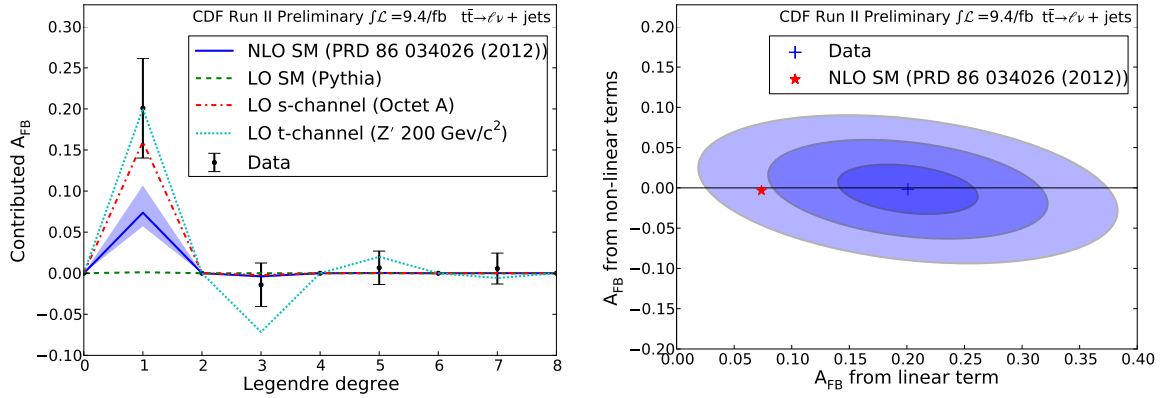 CDF Run II Preliminary ∫ℒ=9.4/fb tt̄→ℓν + jets
NLO SM (PRD 86 034026 (2012))
LO SM (Pythia)
LO s-channel (Octet A)
LO t-channel (Z′ 200 Gev/c²)
Data
Contributed A_FB
0.30
0.25
0.20
0.15
0.10
0.05
0.00
−0.05
−0.10
0 1 2 3 4 5 6 7 8
Legendre degree
CDF Run II Preliminary ∫ℒ=9.4/fb tt̄→ℓν + jets
Data
NLO SM (PRD 86 034026 (2012))
A_FB from non-linear terms
0.20
0.15
0.10
0.05
0.00
−0.05
−0.10
−0.15
−0.20
0.00 0.05 0.10 0.15 0.20 0.25 0.30 0.35 0.40
A_FB from linear term